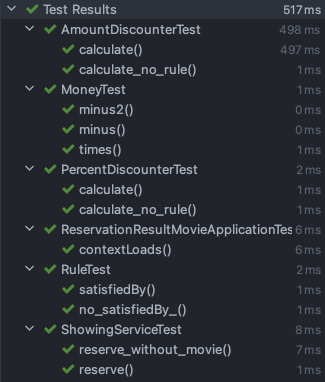 Test Results 517 ms
AmountDiscounterTest 498 ms
calculate() 497 ms
calculate_no_rule() 1 ms
MoneyTest 1 ms
minus2() 0 ms
minus() 0 ms
times() 1 ms
PercentDiscounterTest 2 ms
calculate() 1 ms
calculate_no_rule() 1 ms
ReservationResultMovieApplicationTes 6 ms
contextLoads() 6 ms
RuleTest 2 ms
satisfiedBy() 1 ms
no_satisfiedBy_() 1 ms
ShowingServiceTest 8 ms
reserve_without_movie() 7 ms
reserve() 1 ms